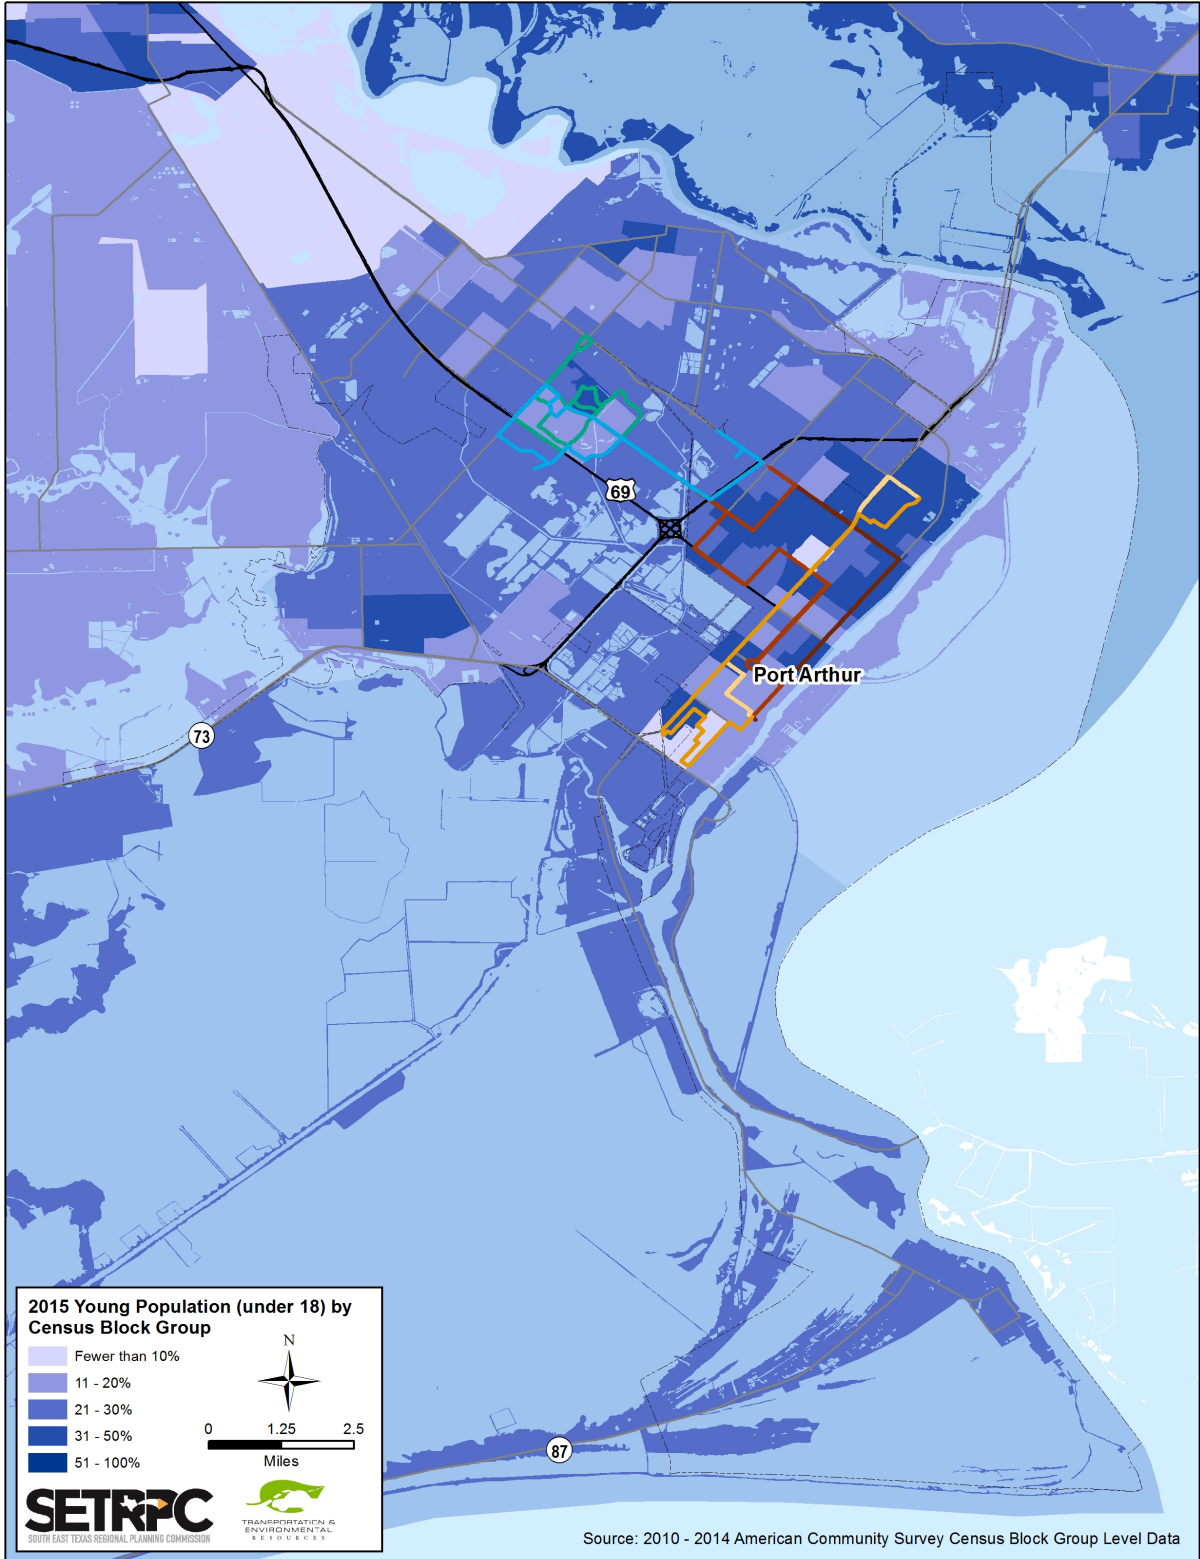 69
Port Arthur
73
87
2015 Young Population (under 18) by
Census Block Group
Fewer than 10%
11 - 20%
21 - 30%
31 - 50%
51 - 100%
N
0 1.25 2.5
Miles
SETRPC
SOUTH EAST TEXAS REGIONAL PLANNING COMMISSION
TRANSPORTATION &
ENVIRONMENTAL
RESOURCES
Source: 2010 - 2014 American Community Survey Census Block Group Level Data